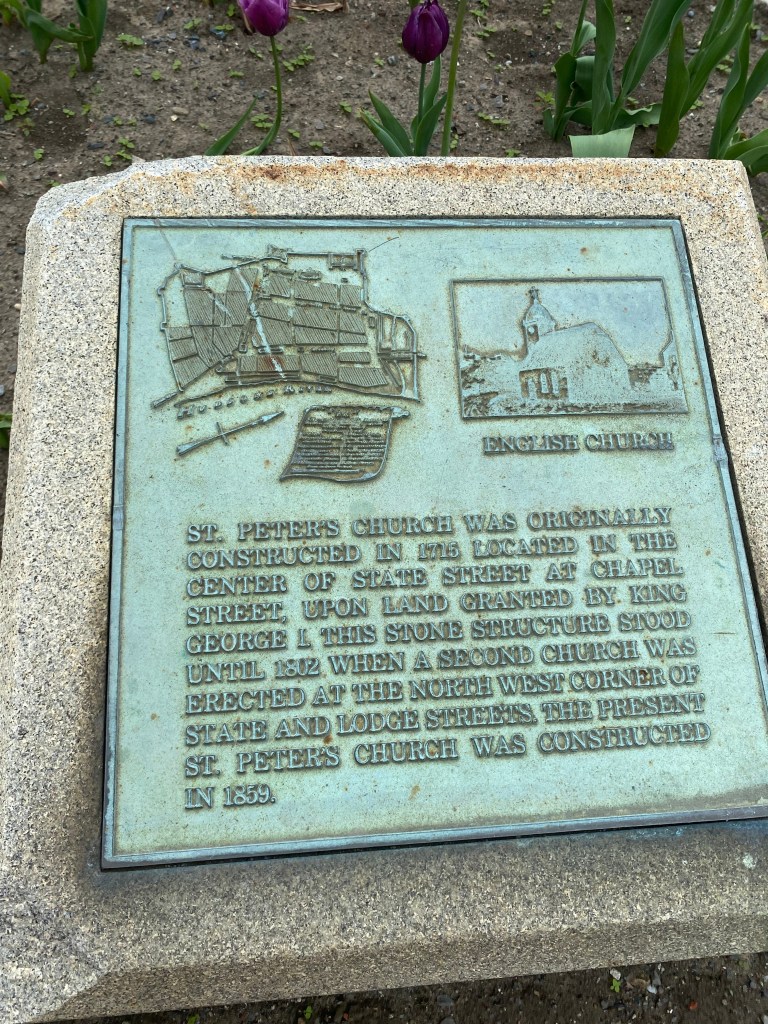 ENGLISH CHURCH
ST. PETER'S CHURCH WAS ORIGINALLY
CONSTRUCTED IN 1715 LOCATED IN THE
CENTER OF STATE STREET AT CHAPEL
STREET, UPON LAND GRANTED BY KING
GEORGE I. THIS STONE STRUCTURE STOOD
UNTIL 1802 WHEN A SECOND CHURCH WAS
ERECTED AT THE NORTH WEST CORNER OF
STATE AND LODGE STREETS. THE PRESENT
ST. PETER'S CHURCH WAS CONSTRUCTED
IN 1859.